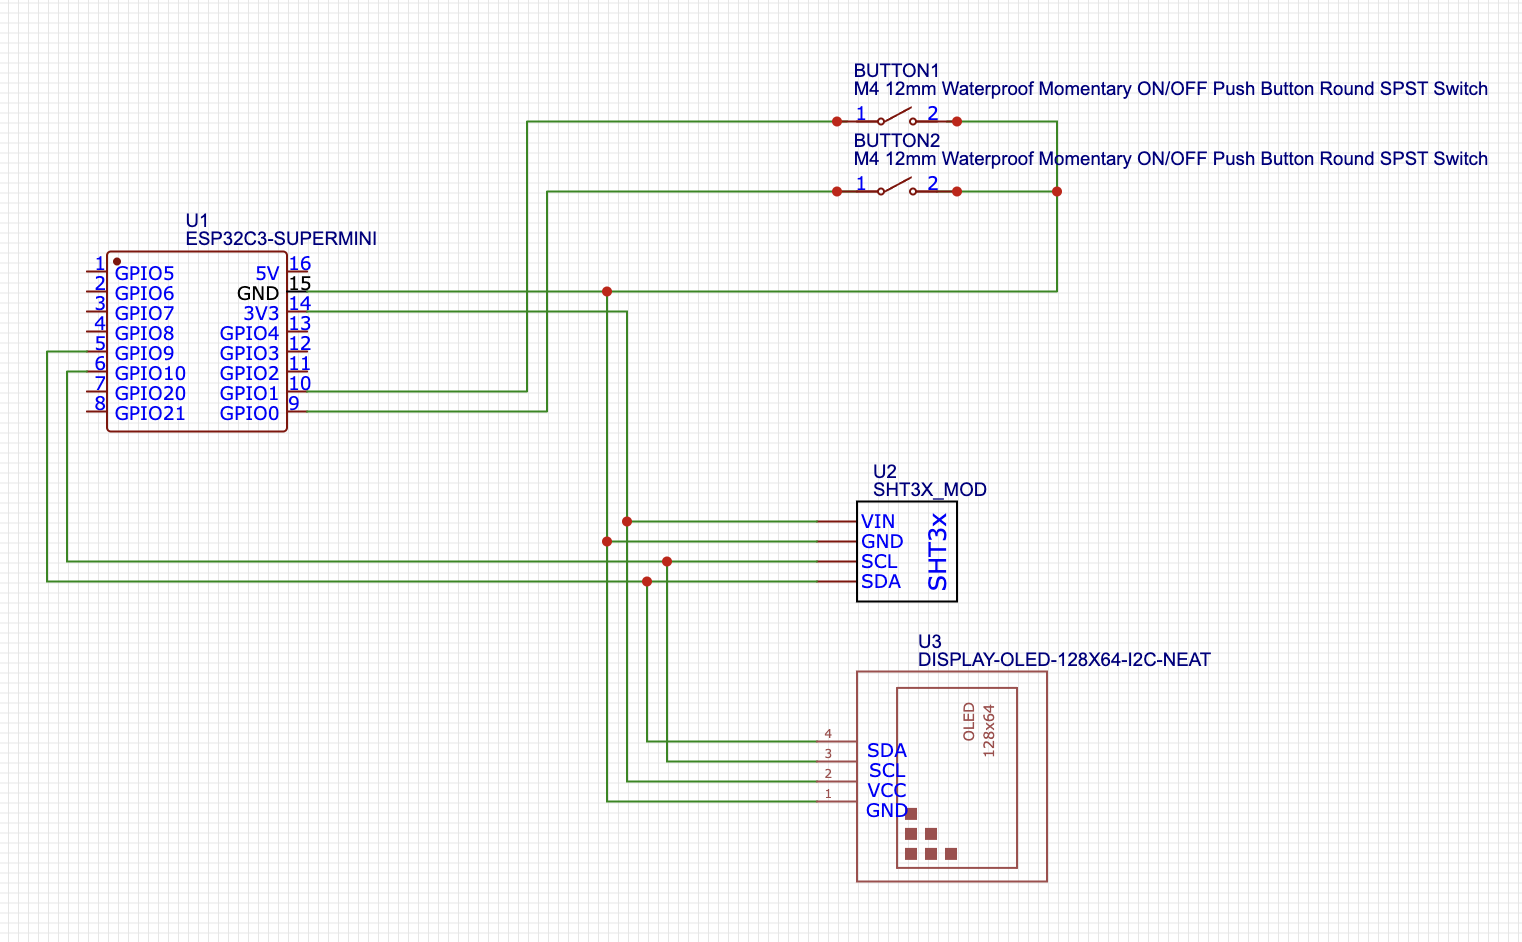 BUTTON1
M4 12mm Waterproof Momentary ON/OFF Push Button Round SPST Switch
1 2
BUTTON2
M4 12mm Waterproof Momentary ON/OFF Push Button Round SPST Switch
1 2
U1
ESP32C3-SUPERMINI
1 GPIO5 5V 16
2 GPIO6 GND 15
3 GPIO7 3V3 14
4 GPIO8 GPIO4 13
5 GPIO9 GPIO3 12
6 GPIO10 GPIO2 11
7 GPIO20 GPIO1 10
8 GPIO21 GPIO0 9
U2
SHT3X_MOD
VIN
GND
SCL
SDA
SHT3x
U3
DISPLAY-OLED-128X64-I2C-NEAT
OLED
128x64
4 SDA
3 SCL
2 VCC
1 GND